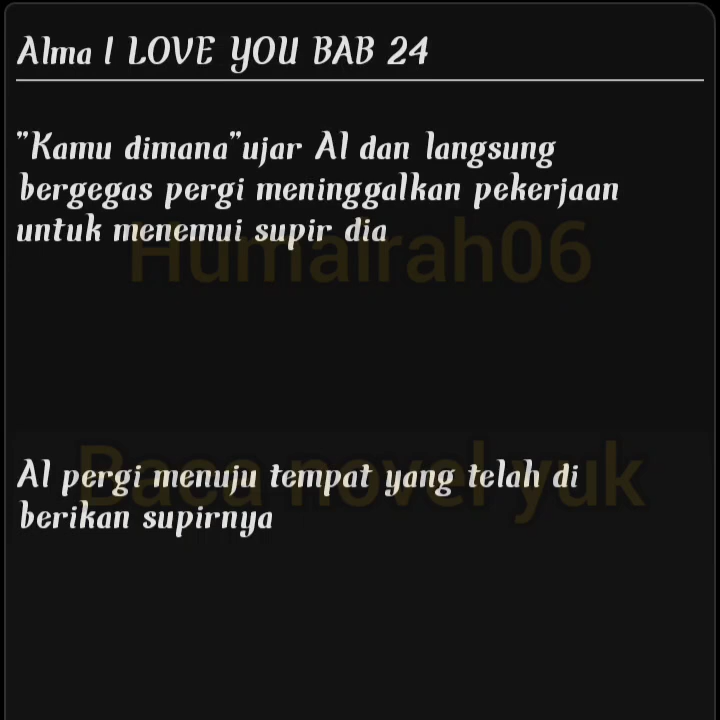 Alma I LOVE YOU BAB 24
"Kamu dimana"ujar Al dan langsung
bergegas pergi meninggalkan pekerjaan
untuk menemui supir dia
Humairah06
Al pergi menuju tempat yang telah di
Baca novel yuk
berikan supirnya